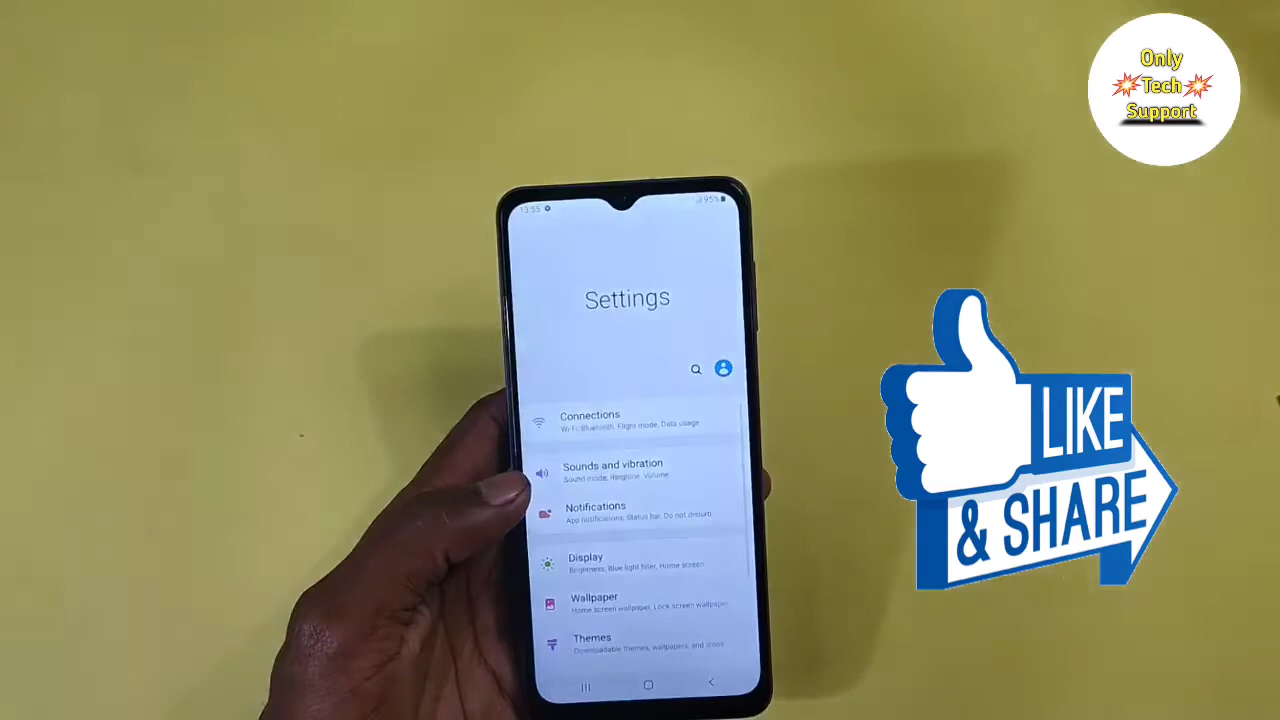 Only
Tech
Support
13:55
95%
Settings
Connections
Wi-Fi, Bluetooth, Flight mode, Data usage
Sounds and vibration
Sound mode, Ringtone, Volume
Notifications
App notifications, Status bar, Do not disturb
Display
Brightness, Blue light filter, Home screen
Wallpaper
Home screen wallpaper, Lock screen wallpaper
Themes
Downloadable themes, wallpapers, and icons
LIKE
& SHARE